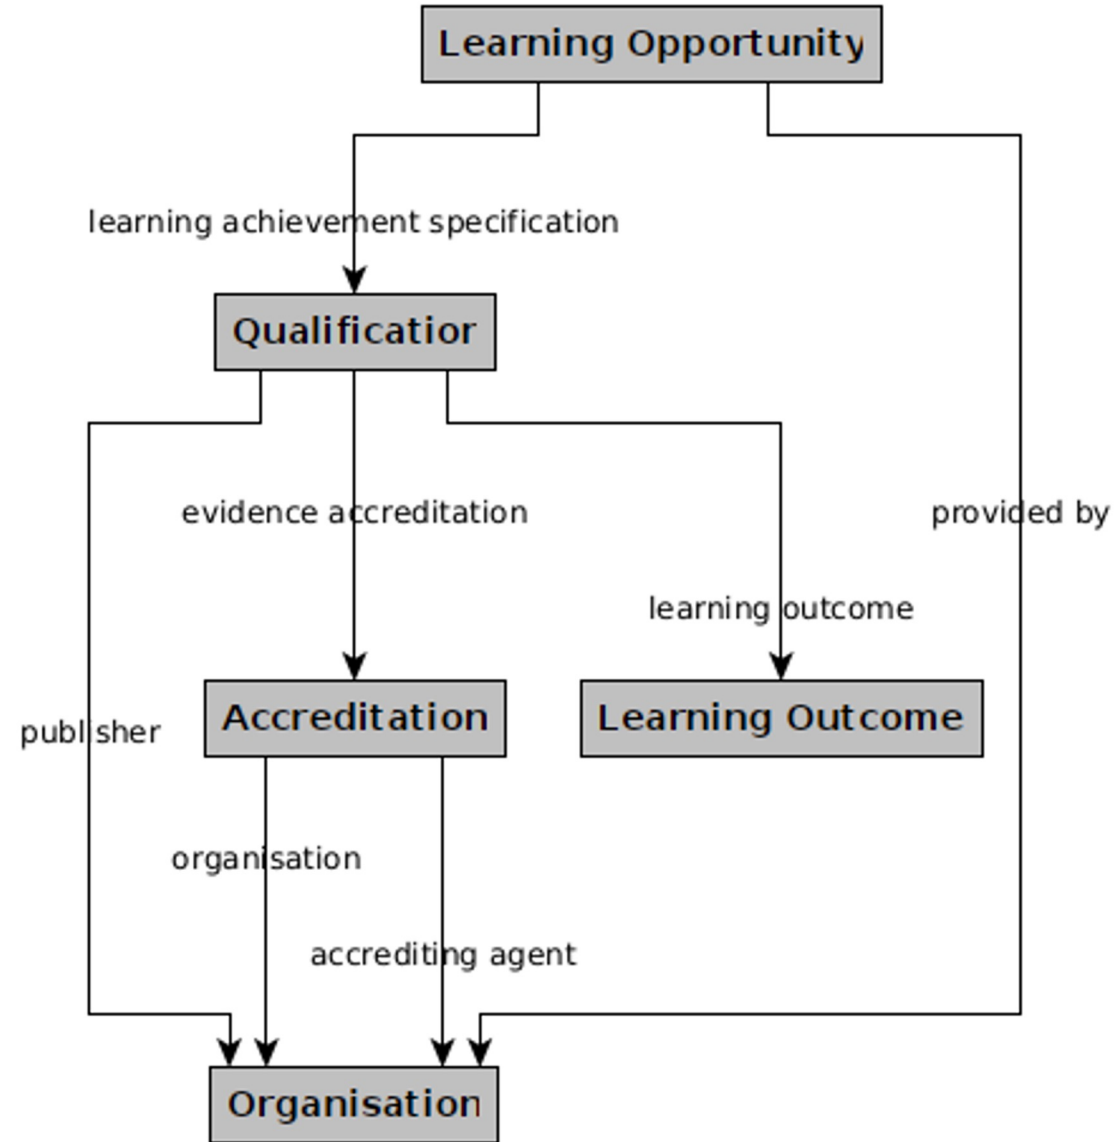 Learning Opportunity
learning achievement specification
Qualification
evidence accreditation
provided by
learning outcome
Accreditation
Learning Outcome
publisher
organisation
accrediting agent
Organisation